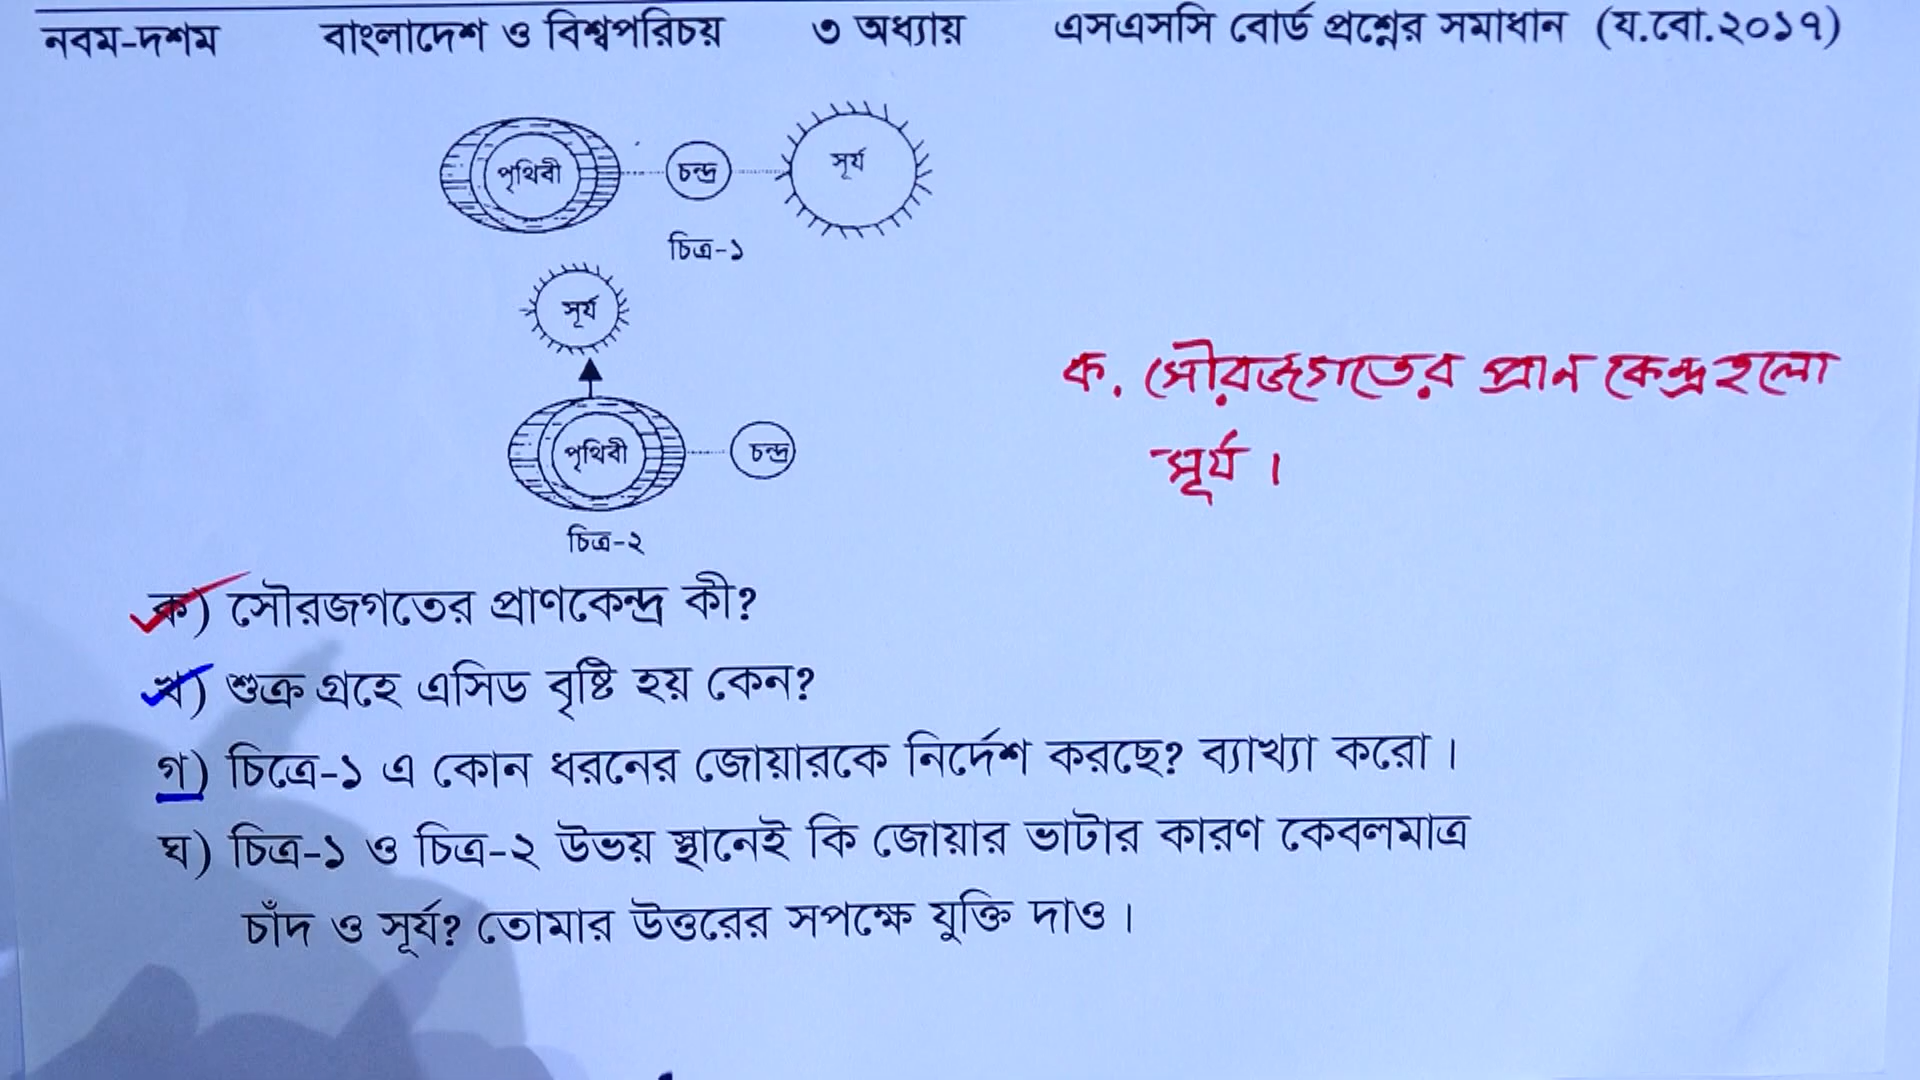 নবম-দশম বাংলাদেশ ও বিশ্বপরিচয় ৩ অধ্যায় এসএসসি বোর্ড প্রশ্নের সমাধান (য.বো.২০১৭)
পৃথিবী চন্দ্র সূর্য
চিত্র-১
সূর্য
পৃথিবী চন্দ্র
চিত্র-২
ক. সৌরজগতের প্রান কেন্দ্র হলো
সূর্য।
ক) সৌরজগতের প্রাণকেন্দ্র কী?
খ) শুক্র গ্রহে এসিড বৃষ্টি হয় কেন?
গ) চিত্রে-১ এ কোন ধরনের জোয়ারকে নির্দেশ করছে? ব্যাখ্যা করো।
ঘ) চিত্র-১ ও চিত্র-২ উভয় স্থানেই কি জোয়ার ভাটার কারণ কেবলমাত্র
চাঁদ ও সূর্য? তোমার উত্তরের সপক্ষে যুক্তি দাও।